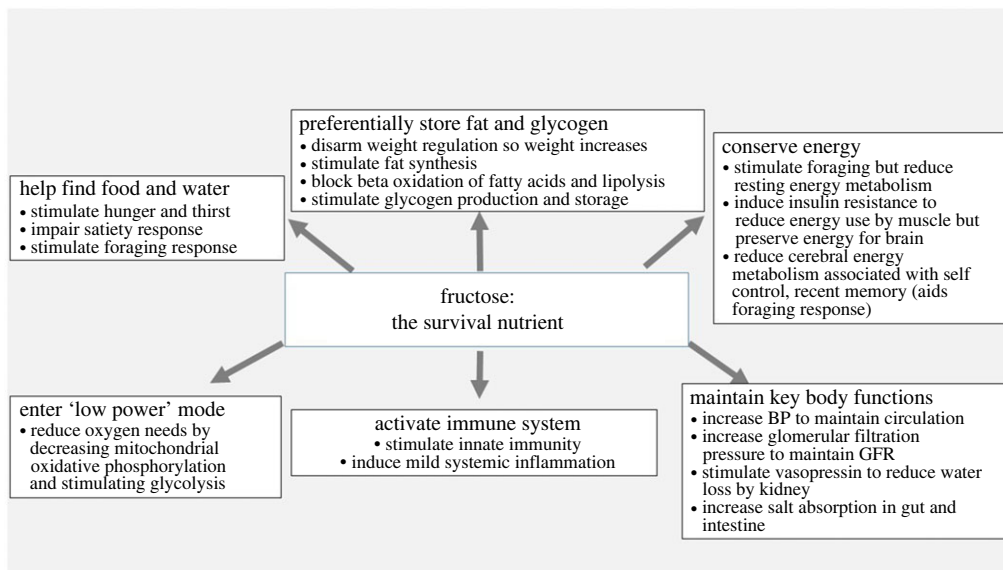 preferentially store fat and glycogen
• disarm weight regulation so weight increases
• stimulate fat synthesis
• block beta oxidation of fatty acids and lipolysis
• stimulate glycogen production and storage
conserve energy
• stimulate foraging but reduce
resting energy metabolism
• induce insulin resistance to
reduce energy use by muscle but
preserve energy for brain
• reduce cerebral energy
metabolism associated with self
control, recent memory (aids
foraging response)
help find food and water
• stimulate hunger and thirst
• impair satiety response
• stimulate foraging response
fructose:
the survival nutrient
enter ‘low power’ mode
• reduce oxygen needs by
decreasing mitochondrial
oxidative phosphorylation
and stimulating glycolysis
activate immune system
• stimulate innate immunity
• induce mild systemic inflammation
maintain key body functions
• increase BP to maintain circulation
• increase glomerular filtration
pressure to maintain GFR
• stimulate vasopressin to reduce water
loss by kidney
• increase salt absorption in gut and
intestine